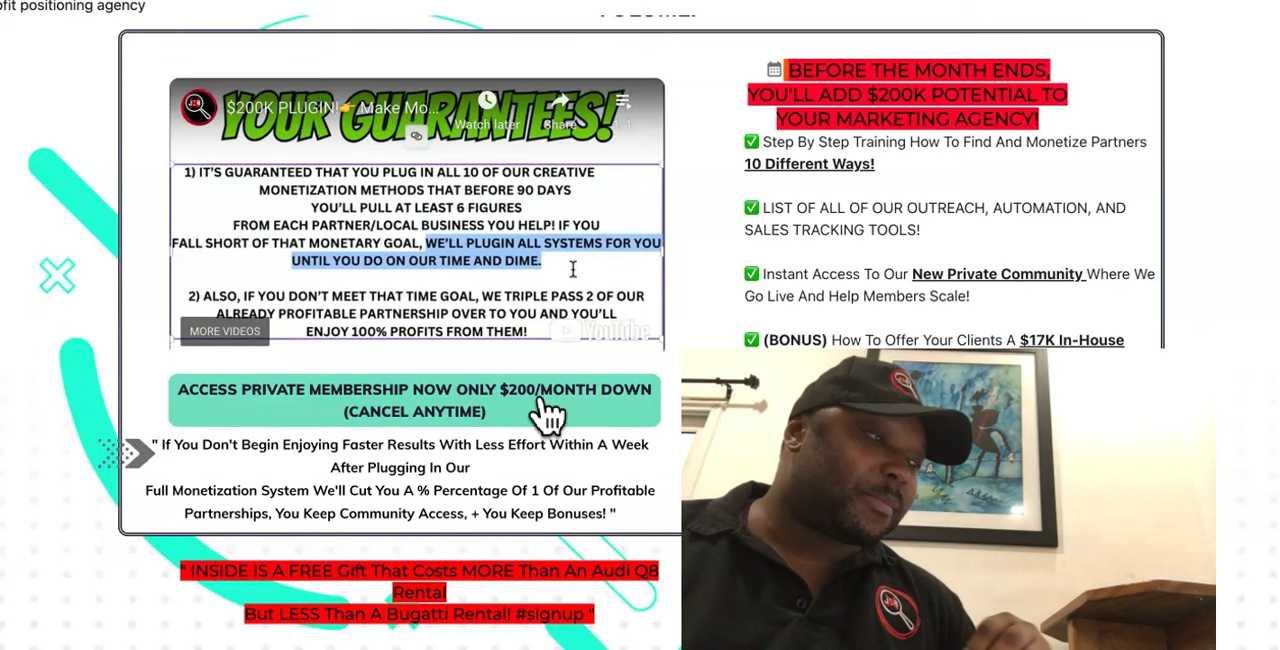 ofit positioning agency
YOUR GUARANTEES!
$200K PLUGIN!👉 Make Mo...
Watch later
Share
1/1
1) IT’S GUARANTEED THAT YOU PLUG IN ALL 10 OF OUR CREATIVE
MONETIZATION METHODS THAT BEFORE 90 DAYS
YOU’LL PULL AT LEAST 6 FIGURES
FROM EACH PARTNER/LOCAL BUSINESS YOU HELP! IF YOU
FALL SHORT OF THAT MONETARY GOAL, WE’LL PLUGIN ALL SYSTEMS FOR YOU
UNTIL YOU DO ON OUR TIME AND DIME.
2) ALSO, IF YOU DON’T MEET THAT TIME GOAL, WE TRIPLE PASS 2 OF OUR
ALREADY PROFITABLE PARTNERSHIP OVER TO YOU AND YOU’LL
ENJOY 100% PROFITS FROM THEM!
MORE VIDEOS
YouTube
ACCESS PRIVATE MEMBERSHIP NOW ONLY $200/MONTH DOWN
(CANCEL ANYTIME)
" If You Don't Begin Enjoying Faster Results With Less Effort Within A Week
After Plugging In Our
Full Monetization System We'll Cut You A % Percentage Of 1 Of Our Profitable
Partnerships, You Keep Community Access, + You Keep Bonuses! "
" INSIDE IS A FREE Gift That Costs MORE Than An Audi Q8
Rental
But LESS Than A Bugatti Rental! #signup "
BEFORE THE MONTH ENDS,
YOU'LL ADD $200K POTENTIAL TO
YOUR MARKETING AGENCY!
✅ Step By Step Training How To Find And Monetize Partners
10 Different Ways!
✅ LIST OF ALL OF OUR OUTREACH, AUTOMATION, AND
SALES TRACKING TOOLS!
✅ Instant Access To Our New Private Community Where We
Go Live And Help Members Scale!
✅ (BONUS) How To Offer Your Clients A $17K In-House